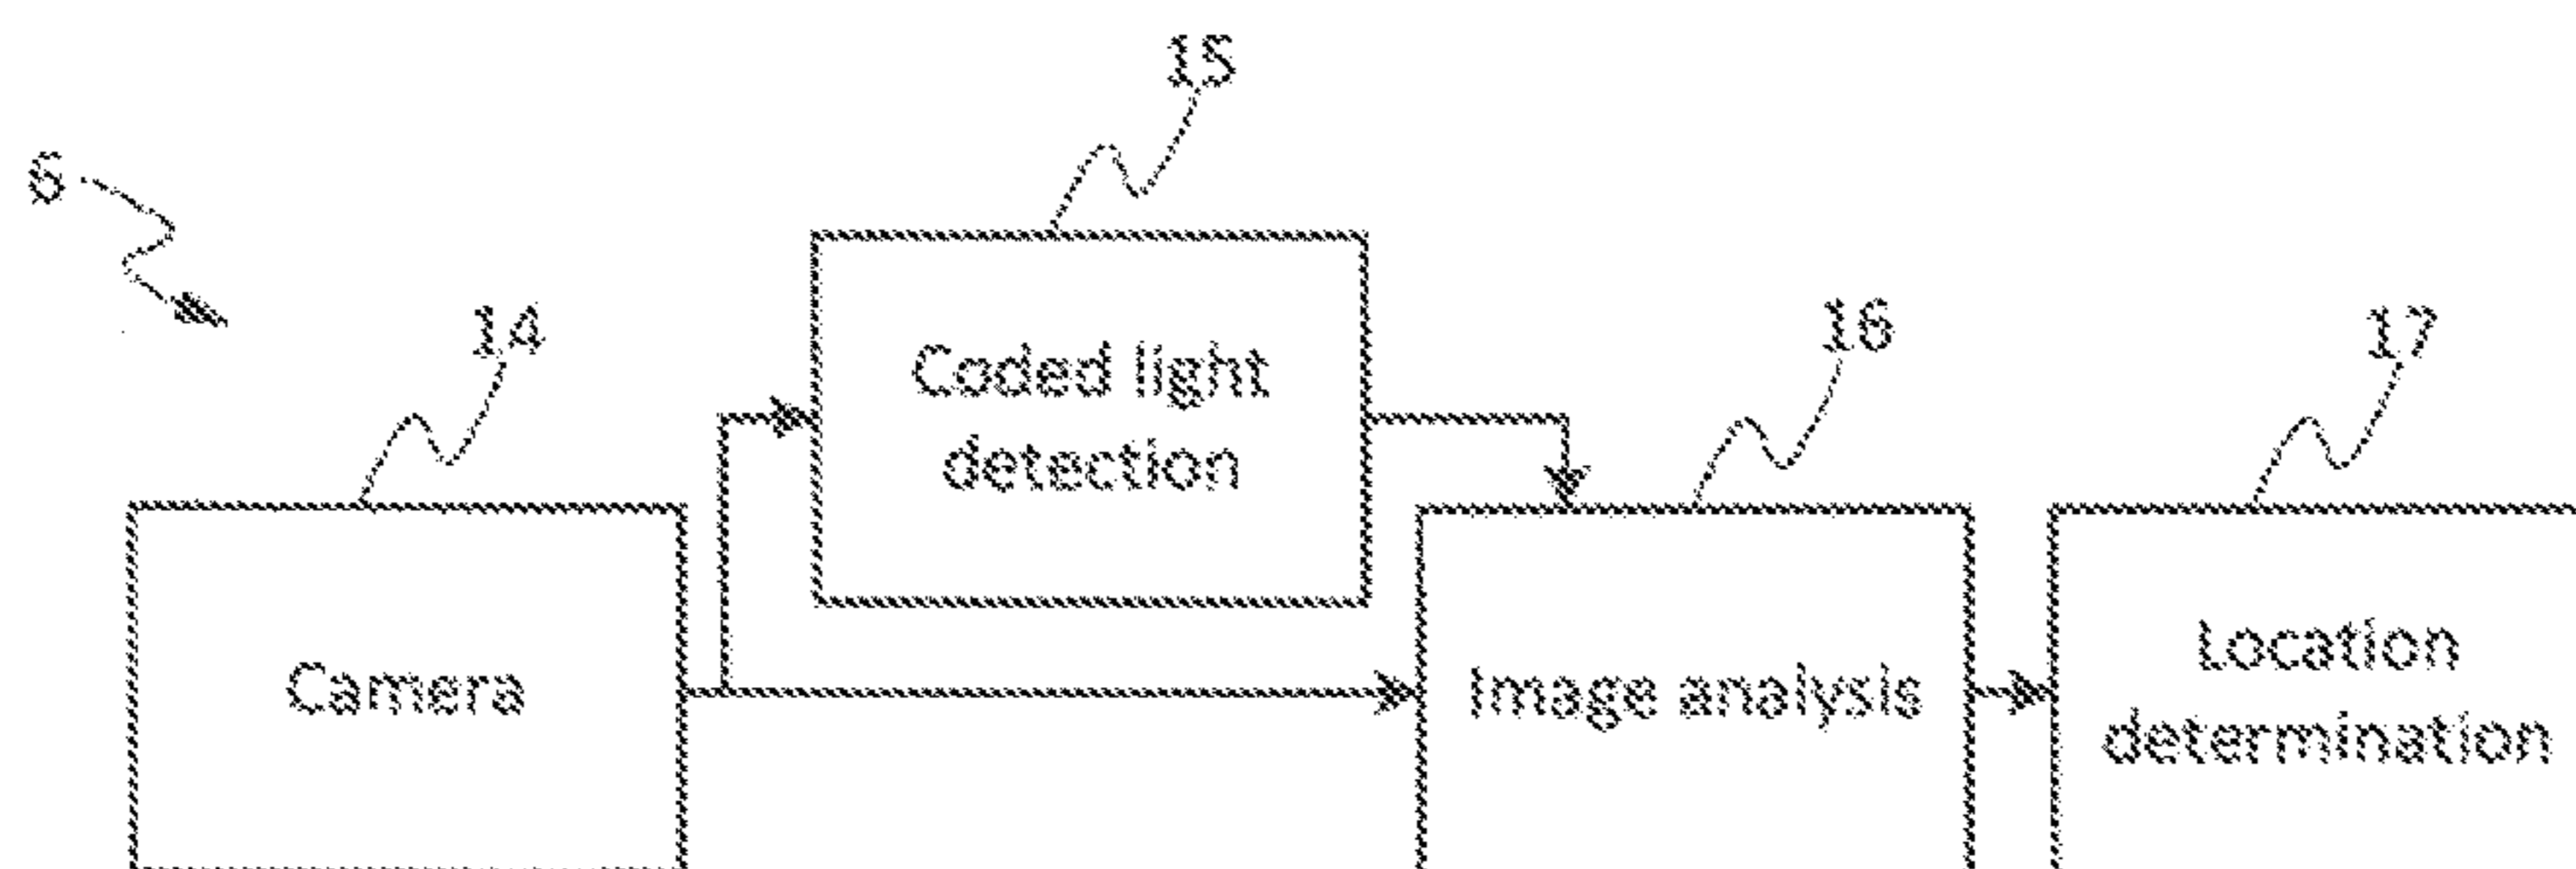 15
6
14
16
17
Coded light
detection
Camera
Image analysis
Location
determination